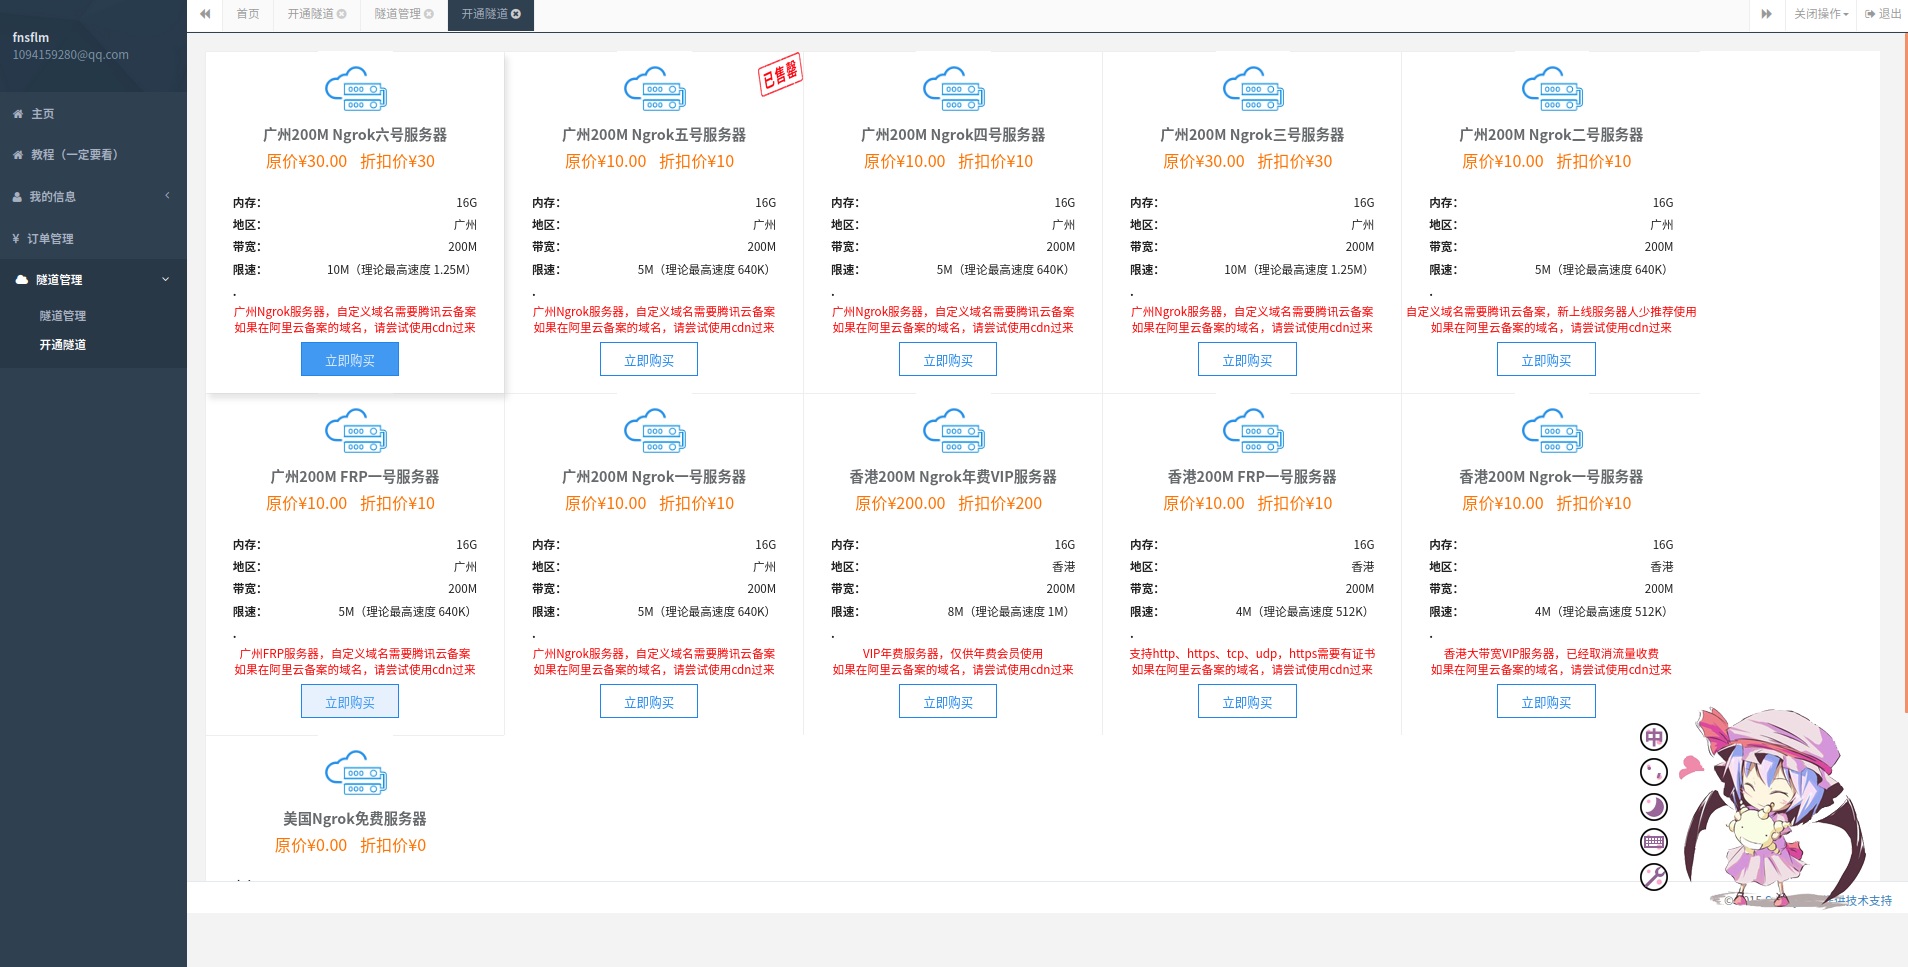 fnsflm
1094159280@qq.com
主页
教程（一定要看）
我的信息
¥ 订单管理
隧道管理
隧道管理
开通隧道
首页
开通隧道
隧道管理
开通隧道
关闭操作
退出
广州200M Ngrok六号服务器
原价¥30.00 折扣价¥30
内存： 16G
地区： 广州
带宽： 200M
限速： 10M（理论最高速度 1.25M）
.
广州Ngrok服务器，自定义域名需要腾讯云备案
如果在阿里云备案的域名，请尝试使用cdn过来
立即购买
已售罄
广州200M Ngrok五号服务器
原价¥10.00 折扣价¥10
内存： 16G
地区： 广州
带宽： 200M
限速： 5M（理论最高速度 640K）
.
广州Ngrok服务器，自定义域名需要腾讯云备案
如果在阿里云备案的域名，请尝试使用cdn过来
立即购买
广州200M Ngrok四号服务器
原价¥10.00 折扣价¥10
内存： 16G
地区： 广州
带宽： 200M
限速： 5M（理论最高速度 640K）
.
广州Ngrok服务器，自定义域名需要腾讯云备案
如果在阿里云备案的域名，请尝试使用cdn过来
立即购买
广州200M Ngrok三号服务器
原价¥30.00 折扣价¥30
内存： 16G
地区： 广州
带宽： 200M
限速： 10M（理论最高速度 1.25M）
.
广州Ngrok服务器，自定义域名需要腾讯云备案
如果在阿里云备案的域名，请尝试使用cdn过来
立即购买
广州200M Ngrok二号服务器
原价¥10.00 折扣价¥10
内存： 16G
地区： 广州
带宽： 200M
限速： 5M（理论最高速度 640K）
.
自定义域名需要腾讯云备案，新上线服务器人少推荐使用
如果在阿里云备案的域名，请尝试使用cdn过来
立即购买
广州200M FRP一号服务器
原价¥10.00 折扣价¥10
内存： 16G
地区： 广州
带宽： 200M
限速： 5M（理论最高速度 640K）
.
广州FRP服务器，自定义域名需要腾讯云备案
如果在阿里云备案的域名，请尝试使用cdn过来
立即购买
广州200M Ngrok一号服务器
原价¥10.00 折扣价¥10
内存： 16G
地区： 广州
带宽： 200M
限速： 5M（理论最高速度 640K）
.
广州Ngrok服务器，自定义域名需要腾讯云备案
如果在阿里云备案的域名，请尝试使用cdn过来
立即购买
香港200M Ngrok年费VIP服务器
原价¥200.00 折扣价¥200
内存： 16G
地区： 香港
带宽： 200M
限速： 8M（理论最高速度 1M）
.
VIP年费服务器，仅供年费会员使用
如果在阿里云备案的域名，请尝试使用cdn过来
立即购买
香港200M FRP一号服务器
原价¥10.00 折扣价¥10
内存： 16G
地区： 香港
带宽： 200M
限速： 4M（理论最高速度 512K）
.
支持http、https、tcp、udp，https需要有证书
如果在阿里云备案的域名，请尝试使用cdn过来
立即购买
香港200M Ngrok一号服务器
原价¥10.00 折扣价¥10
内存： 16G
地区： 香港
带宽： 200M
限速： 4M（理论最高速度 512K）
.
香港大带宽VIP服务器，已经取消流量收费
如果在阿里云备案的域名，请尝试使用cdn过来
立即购买
美国Ngrok免费服务器
原价¥0.00 折扣价¥0
中
技术支持